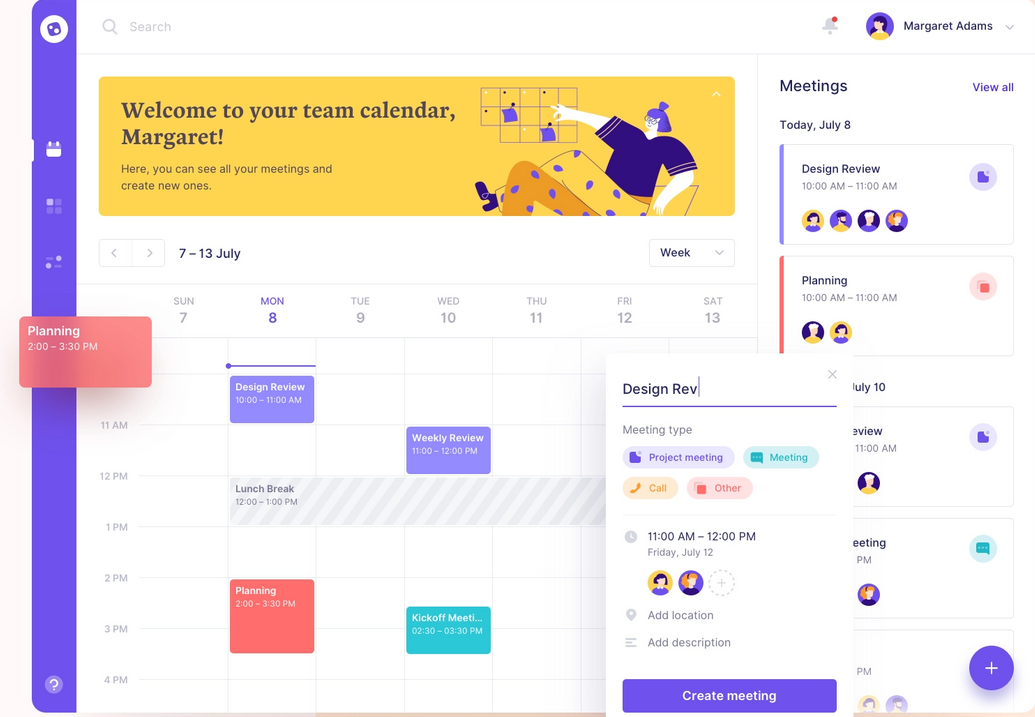 Search
Margaret Adams
Welcome to your team calendar,
Margaret!
Here, you can see all your meetings and
create new ones.
7 – 13 July
Week
SUN
7
MON
8
TUE
9
WED
10
THU
11
FRI
12
SAT
13
11 AM
12 PM
1 PM
2 PM
3 PM
4 PM
Planning
2:00 – 3:30 PM
Design Review
10:00 – 11:00 AM
Weekly Review
11:00 – 12:00 PM
Lunch Break
12:00 – 1:00 PM
Planning
2:00 – 3:30 PM
Kickoff Meeti...
02:30 – 03:30 PM
Design Rev
Meeting type
Project meeting
Meeting
Call
Other
11:00 AM – 12:00 PM
Friday, July 12
Add location
Add description
Create meeting
Meetings
View all
Today, July 8
Design Review
10:00 AM – 11:00 AM
Planning
10:00 AM – 11:00 AM
July 10
eview
11:00 AM
eeting
PM
PM
?